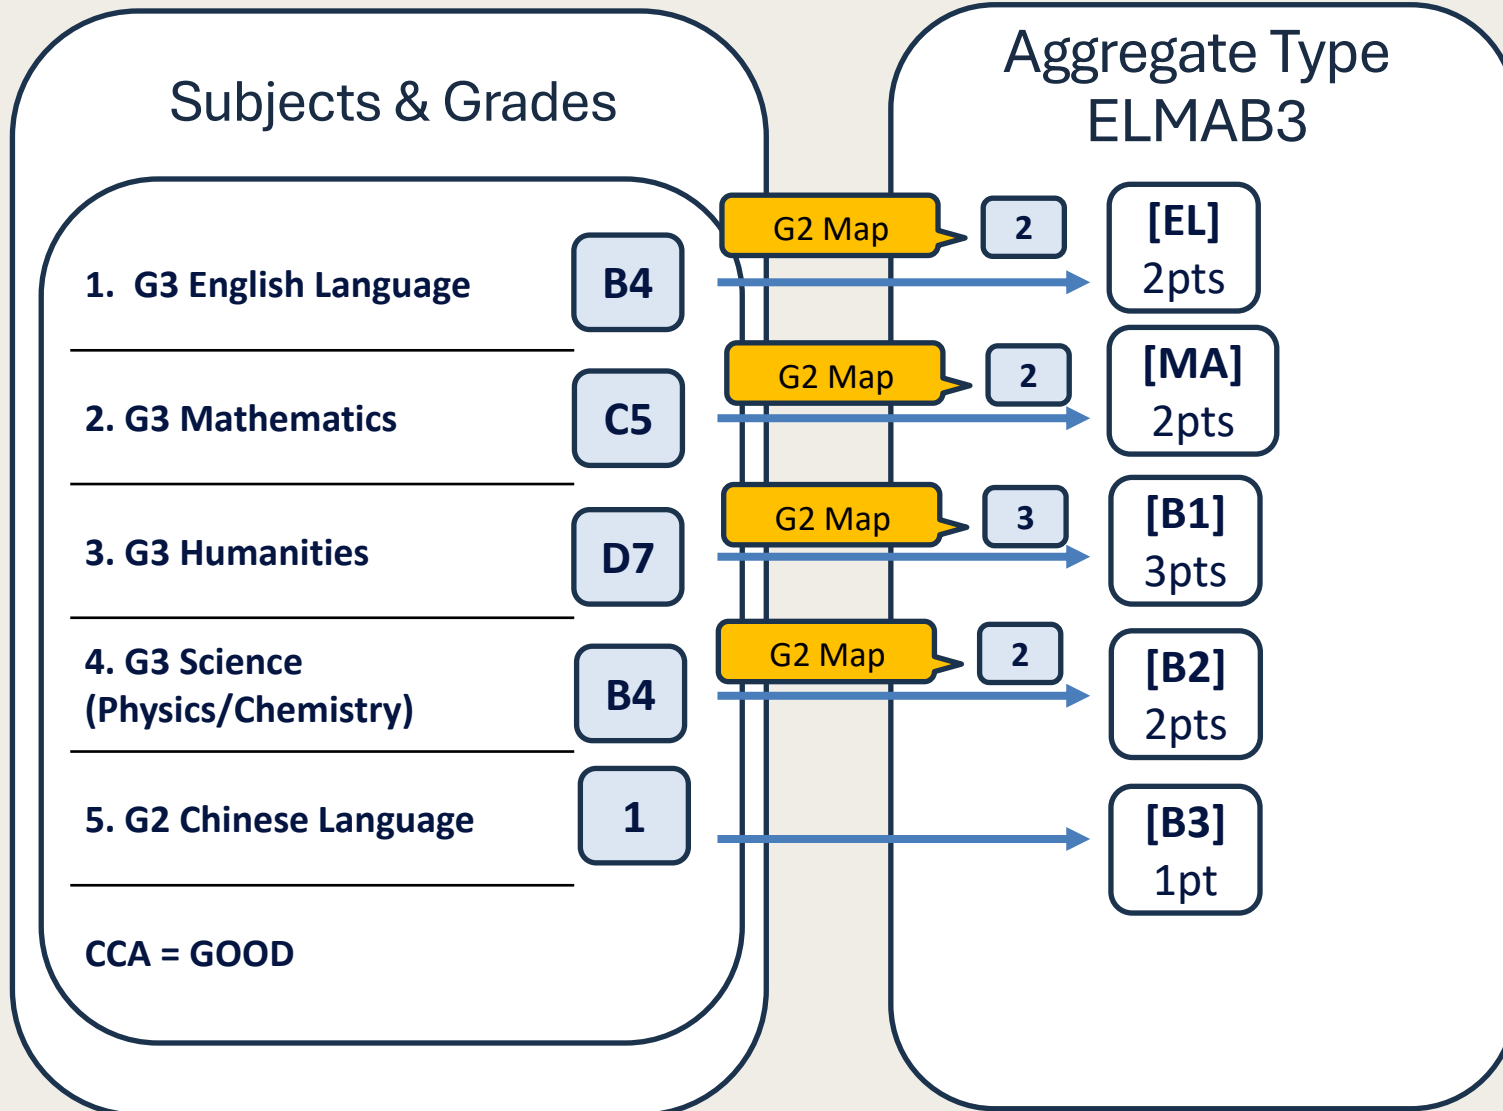 Subjects & Grades
1. G3 English Language
B4
2. G3 Mathematics
C5
3. G3 Humanities
D7
4. G3 Science
(Physics/Chemistry)
B4
5. G2 Chinese Language
1
CCA = GOOD
Aggregate Type
ELMAB3
G2 Map
2
[EL]
2pts
G2 Map
2
[MA]
2pts
G2 Map
3
[B1]
3pts
G2 Map
2
[B2]
2pts
[B3]
1pt